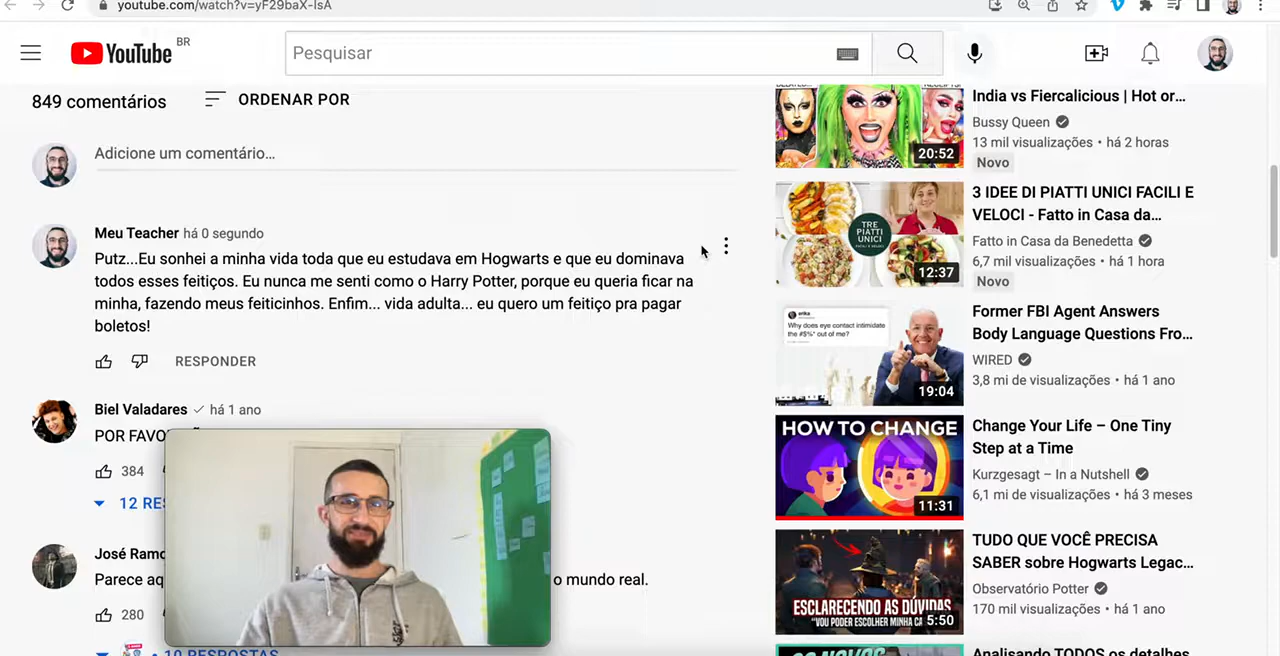 youtube.com/watch?v=yF29baX-IsA
YouTube BR
Pesquisar
849 comentários
ORDENAR POR
Adicione um comentário...
Meu Teacher há 0 segundo
Putz...Eu sonhei a minha vida toda que eu estudava em Hogwarts e que eu dominava
todos esses feitiços. Eu nunca me senti como o Harry Potter, porque eu queria ficar na
minha, fazendo meus feiticinhos. Enfim... vida adulta... eu quero um feitiço pra pagar
boletos!
RESPONDER
Biel Valadares há 1 ano
POR FAVO
384
12 RES
José Ramo
Parece aq
o mundo real.
280
10 RESPOSTAS
20:52
India vs Fiercalicious | Hot or...
Bussy Queen
13 mil visualizações • há 2 horas
Novo
TRE
PIATTI
UNICI
12:37
3 IDEE DI PIATTI UNICI FACILI E
VELOCI - Fatto in Casa da...
Fatto in Casa da Benedetta
6,7 mil visualizações • há 1 hora
Novo
erika
Why does eye contact intimidate
the #$%* out of me?
19:04
Former FBI Agent Answers
Body Language Questions Fro...
WIRED
3,8 mi de visualizações • há 1 ano
HOW TO CHANGE
11:31
Change Your Life – One Tiny
Step at a Time
Kurzgesagt – In a Nutshell
6,1 mi de visualizações • há 3 meses
ESCLARECENDO AS DÚVIDAS
"VOU PODER ESCOLHER MINHA CA
5:50
TUDO QUE VOCÊ PRECISA
SABER sobre Hogwarts Legac...
Observatório Potter
170 mil visualizações • há 1 ano
Analisando TODOS os detalhes